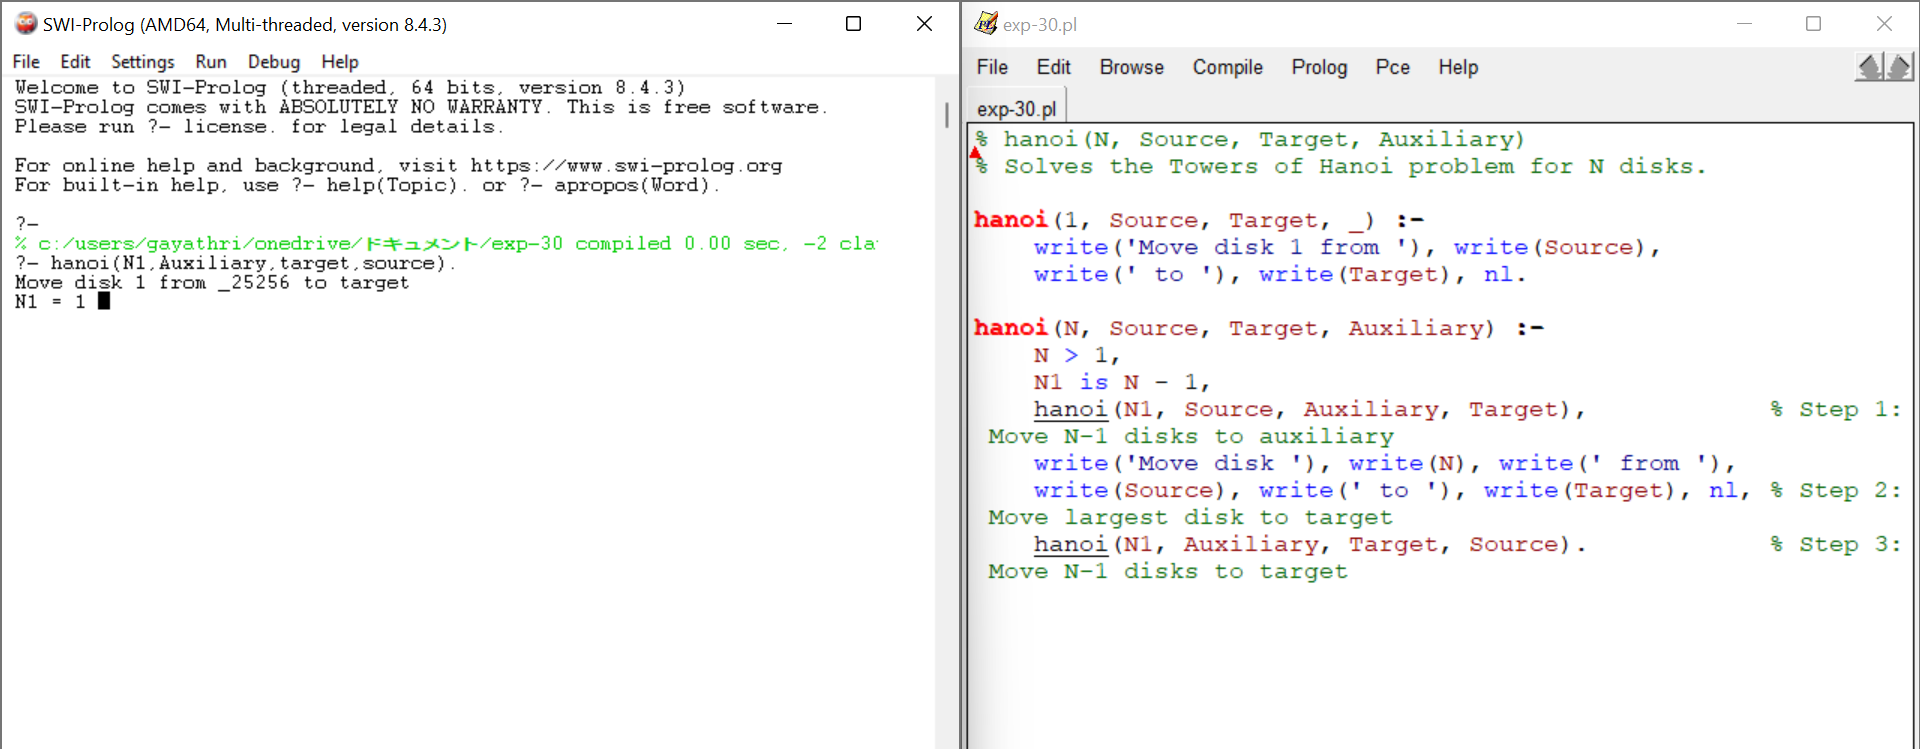 SWI-Prolog (AMD64, Multi-threaded, version 8.4.3)
File Edit Settings Run Debug Help
Welcome to SWI-Prolog (threaded, 64 bits, version 8.4.3)
SWI-Prolog comes with ABSOLUTELY NO WARRANTY. This is free software.
Please run ?- license. for legal details.
For online help and background, visit https://www.swi-prolog.org
For built-in help, use ?- help(Topic). or ?- apropos(Word).
?-
% c:/users/gayathri/onedrive/ドキュメント/exp-30 compiled 0.00 sec, -2 cla
?- hanoi(N1,Auxiliary,target,source).
Move disk 1 from _25256 to target
N1 = 1
exp-30.pl
File Edit Browse Compile Prolog Pce Help
exp-30.pl
% hanoi(N, Source, Target, Auxiliary)
% Solves the Towers of Hanoi problem for N disks.
hanoi(1, Source, Target, _) :-
write('Move disk 1 from '), write(Source),
write(' to '), write(Target), nl.
hanoi(N, Source, Target, Auxiliary) :-
N > 1,
N1 is N - 1,
hanoi(N1, Source, Auxiliary, Target), % Step 1:
Move N-1 disks to auxiliary
write('Move disk '), write(N), write(' from '),
write(Source), write(' to '), write(Target), nl, % Step 2:
Move largest disk to target
hanoi(N1, Auxiliary, Target, Source). % Step 3:
Move N-1 disks to target